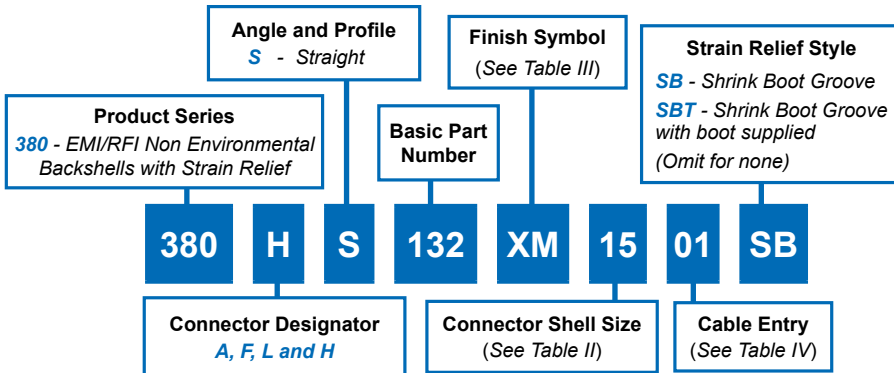 Angle and Profile
S - Straight
Finish Symbol
(See Table III)
Strain Relief Style
SB - Shrink Boot Groove
SBT - Shrink Boot Groove
with boot supplied
(Omit for none)
Product Series
380 - EMI/RFI Non Environmental
Backshells with Strain Relief
Basic Part
Number
380 H S 132 XM 15 01 SB
Connector Designator
A, F, L and H
Connector Shell Size
(See Table II)
Cable Entry
(See Table IV)